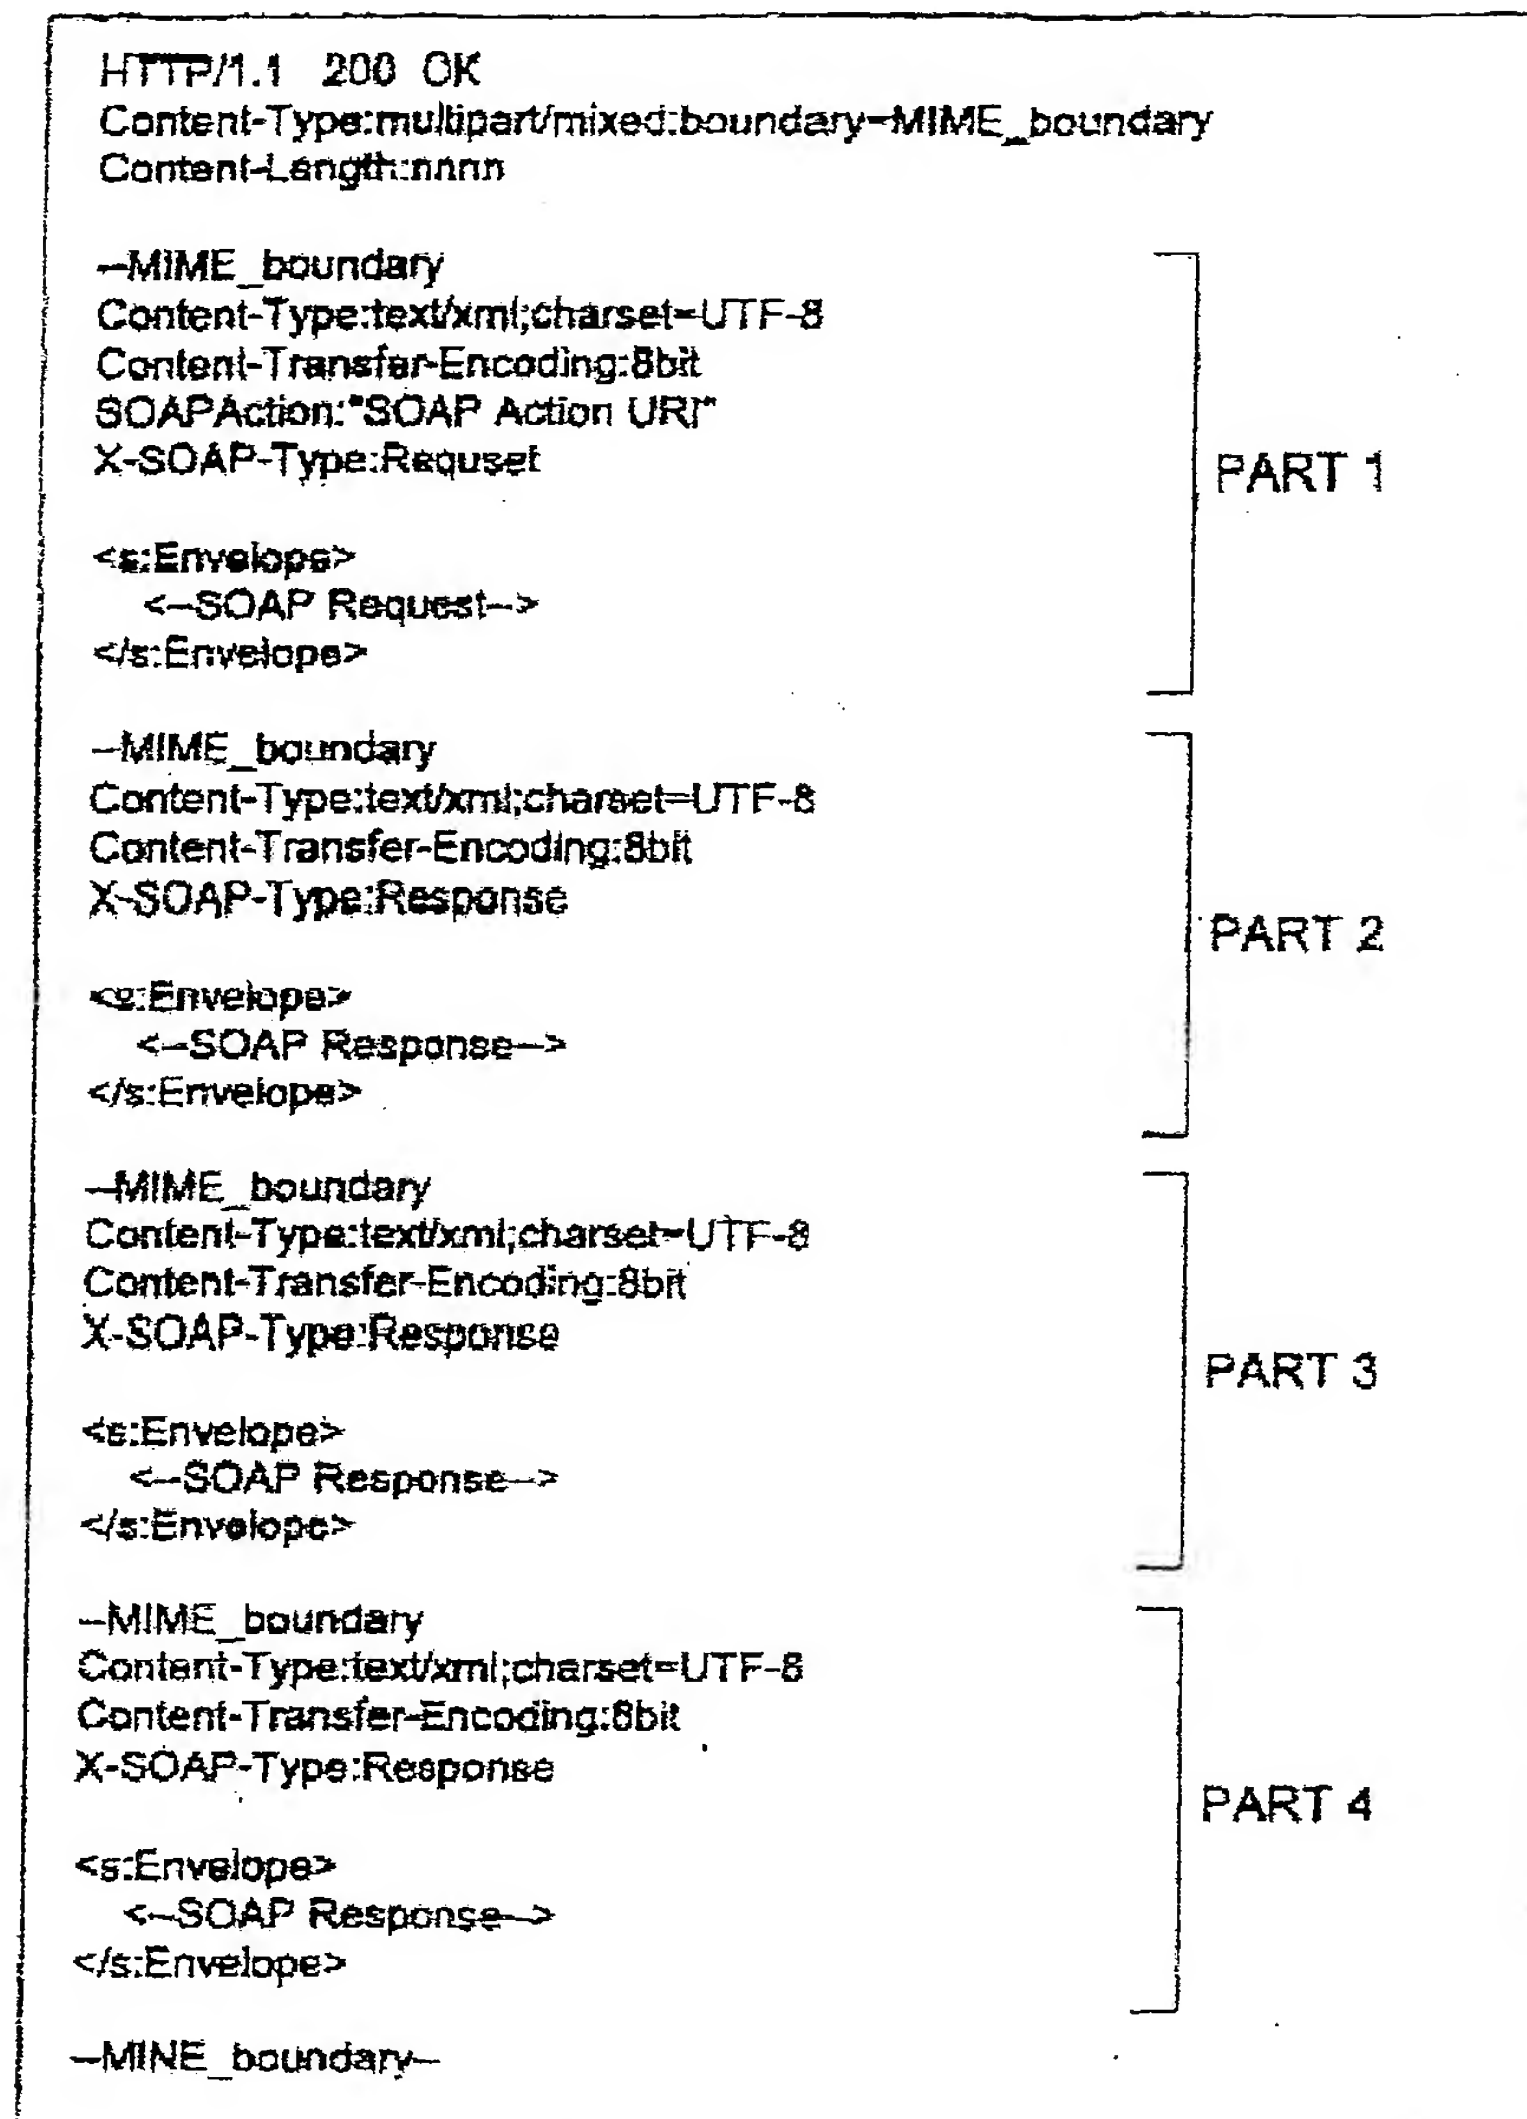 HTTP/1.1 200 OK
Content-Type:multipart/mixed:boundary=MIME_boundary
Content-Length:nnnn
--MIME_boundary
Content-Type:text/xml;charset=UTF-8
Content-Transfer-Encoding:8bit
SOAPAction:"SOAP Action URI"
X-SOAP-Type:Requset
PART 1
<s:Envelope>
<--SOAP Request-->
</s:Envelope>
--MIME_boundary
Content-Type:text/xml;charset=UTF-8
Content-Transfer-Encoding:8bit
X-SOAP-Type:Response
PART 2
<s:Envelope>
<--SOAP Response-->
</s:Envelope>
--MIME_boundary
Content-Type:text/xml;charset=UTF-8
Content-Transfer-Encoding:8bit
X-SOAP-Type:Response
PART 3
<s:Envelope>
<--SOAP Response-->
</s:Envelope>
--MIME_boundary
Content-Type:text/xml;charset=UTF-8
Content-Transfer-Encoding:8bit
X-SOAP-Type:Response
PART 4
<s:Envelope>
<--SOAP Response-->
</s:Envelope>
--MINE_boundary--